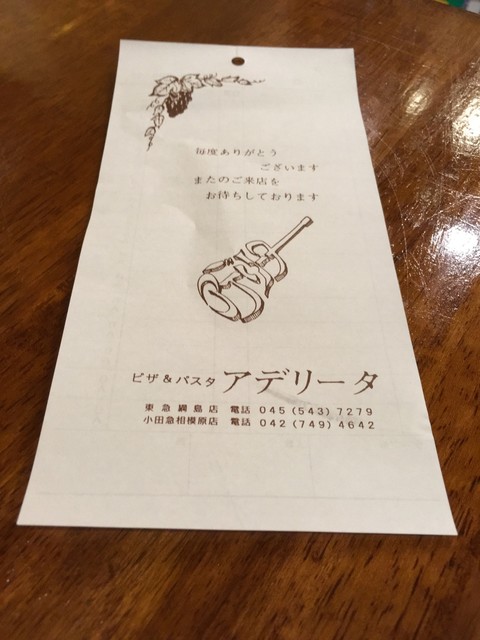 毎度ありがとう
ございます
またのご来店を
お待ちしております
ピザ & パスタ アデリータ
東急綱島店 電話 045 (543) 7279
小田急相模原店 電話 042 (749) 4642